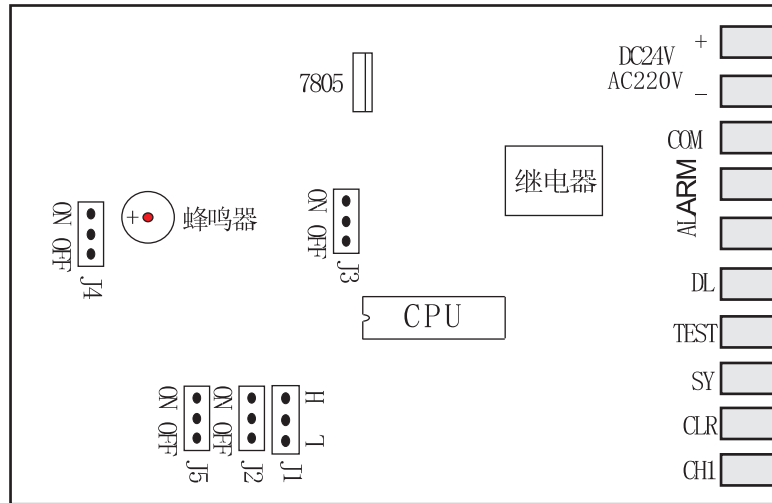 7805
+
DC24V
AC220V
-
COM
ALARM
继电器
+
蜂鸣器
ON OFF
J4
ON OFF
J3
CPU
DL
TEST
SY
CLR
CH1
ON OFF
J5
ON OFF
J2
H L
J1